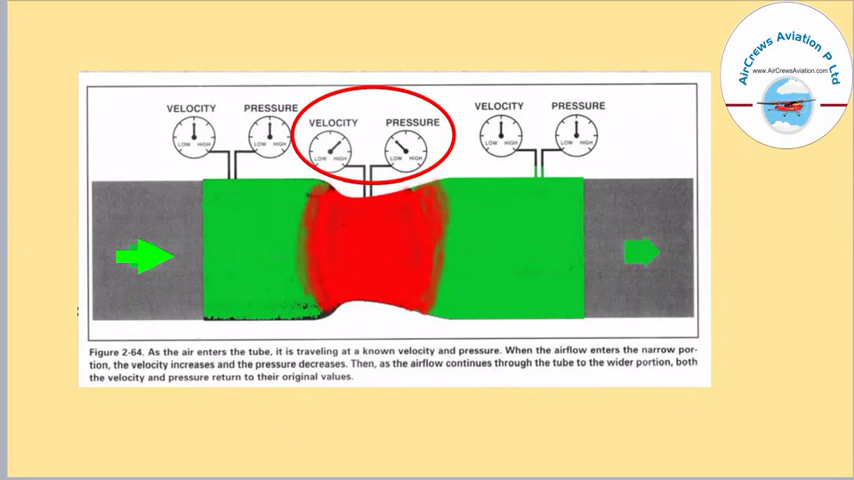 AirCrews Aviation P Ltd
www.AirCrewsAviation.com
VELOCITY
PRESSURE
VELOCITY
PRESSURE
VELOCITY
PRESSURE
LOW HIGH
LOW HIGH
LOW HIGH
LOW HIGH
LOW HIGH
LOW HIGH
Figure 2-64. As the air enters the tube, it is traveling at a known velocity and pressure. When the airflow enters the narrow por-
tion, the velocity increases and the pressure decreases. Then, as the airflow continues through the tube to the wider portion, both
the velocity and pressure return to their original values.